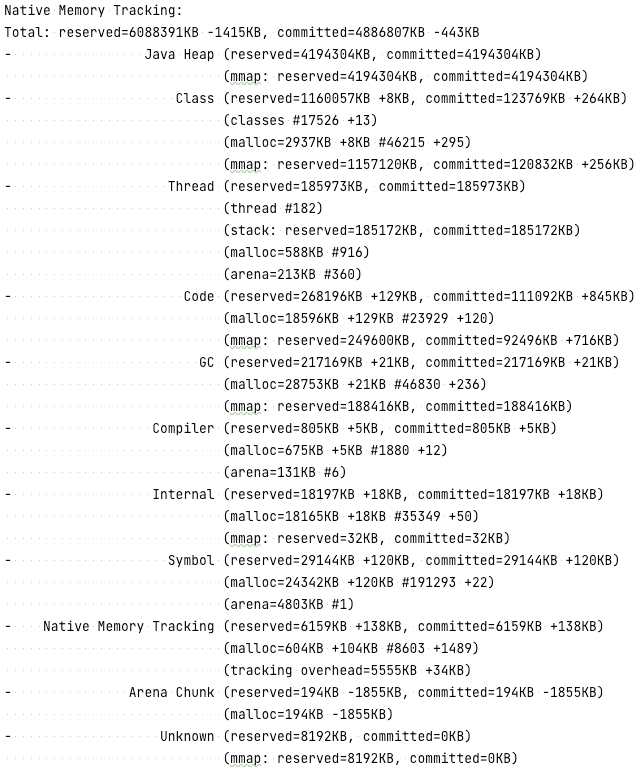 Native Memory Tracking:
Total: reserved=6088391KB -1415KB, committed=4886807KB -443KB
- Java Heap (reserved=4194304KB, committed=4194304KB)
(mmap: reserved=4194304KB, committed=4194304KB)
- Class (reserved=1160057KB +8KB, committed=123769KB +264KB)
(classes #17526 +13)
(malloc=2937KB +8KB #46215 +295)
(mmap: reserved=1157120KB, committed=120832KB +256KB)
- Thread (reserved=185973KB, committed=185973KB)
(thread #182)
(stack: reserved=185172KB, committed=185172KB)
(malloc=588KB #916)
(arena=213KB #360)
- Code (reserved=268196KB +129KB, committed=111092KB +845KB)
(malloc=18596KB +129KB #23929 +120)
(mmap: reserved=249600KB, committed=92496KB +716KB)
- GC (reserved=217169KB +21KB, committed=217169KB +21KB)
(malloc=28753KB +21KB #46830 +236)
(mmap: reserved=188416KB, committed=188416KB)
- Compiler (reserved=805KB +5KB, committed=805KB +5KB)
(malloc=675KB +5KB #1880 +12)
(arena=131KB #6)
- Internal (reserved=18197KB +18KB, committed=18197KB +18KB)
(malloc=18165KB +18KB #35349 +50)
(mmap: reserved=32KB, committed=32KB)
- Symbol (reserved=29144KB +120KB, committed=29144KB +120KB)
(malloc=24342KB +120KB #191293 +22)
(arena=4803KB #1)
- Native Memory Tracking (reserved=6159KB +138KB, committed=6159KB +138KB)
(malloc=604KB +104KB #8603 +1489)
(tracking overhead=5555KB +34KB)
- Arena Chunk (reserved=194KB -1855KB, committed=194KB -1855KB)
(malloc=194KB -1855KB)
- Unknown (reserved=8192KB, committed=0KB)
(mmap: reserved=8192KB, committed=0KB)